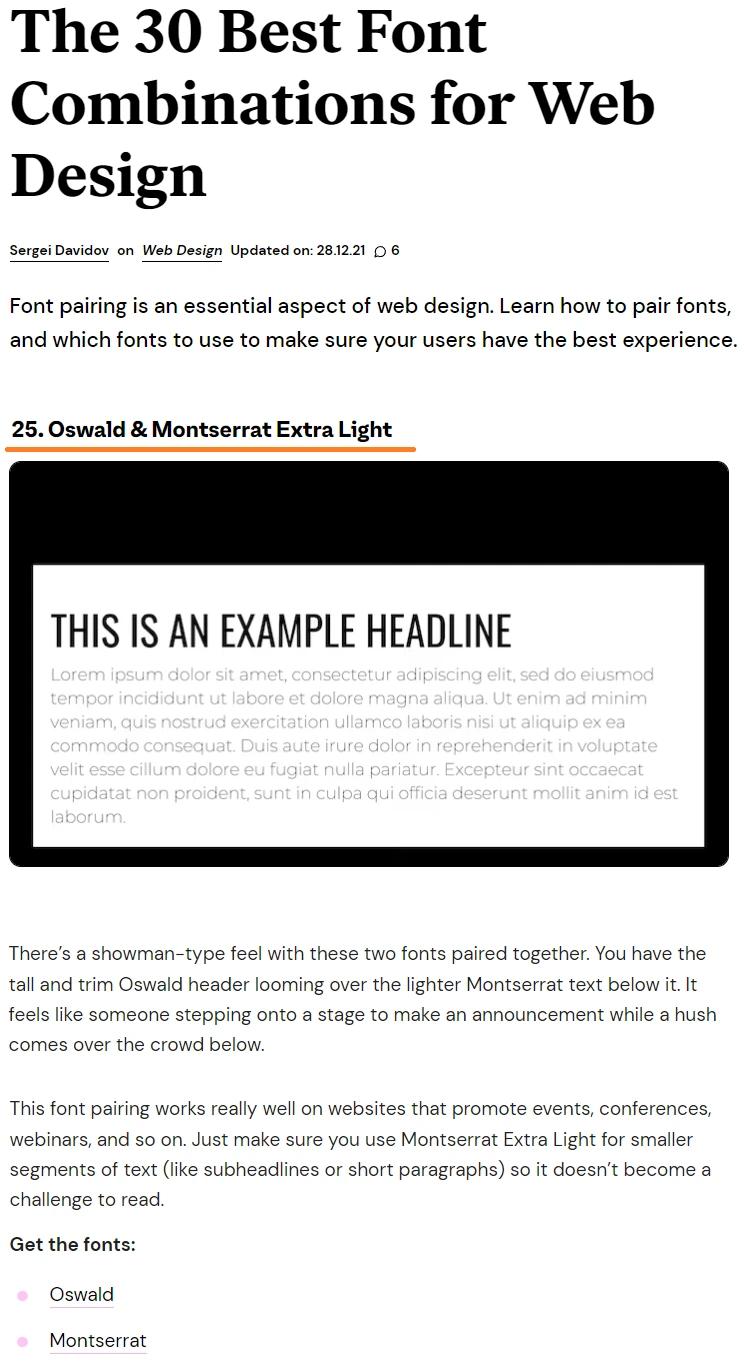 The 30 Best Font
Combinations for Web
Design
Sergei Davidov on Web Design Updated on: 28.12.21 6
Font pairing is an essential aspect of web design. Learn how to pair fonts,
and which fonts to use to make sure your users have the best experience.
25. Oswald & Montserrat Extra Light
THIS IS AN EXAMPLE HEADLINE
Lorem ipsum dolor sit amet, consectetur adipiscing elit, sed do eiusmod
tempor incididunt ut labore et dolore magna aliqua. Ut enim ad minim
veniam, quis nostrud exercitation ullamco laboris nisi ut aliquip ex ea
commodo consequat. Duis aute irure dolor in reprehenderit in voluptate
velit esse cillum dolore eu fugiat nulla pariatur. Excepteur sint occaecat
cupidatat non proident, sunt in culpa qui officia deserunt mollit anim id est
laborum.
There’s a showman-type feel with these two fonts paired together. You have the
tall and trim Oswald header looming over the lighter Montserrat text below it. It
feels like someone stepping onto a stage to make an announcement while a hush
comes over the crowd below.
This font pairing works really well on websites that promote events, conferences,
webinars, and so on. Just make sure you use Montserrat Extra Light for smaller
segments of text (like subheadlines or short paragraphs) so it doesn’t become a
challenge to read.
Get the fonts:
Oswald
Montserrat